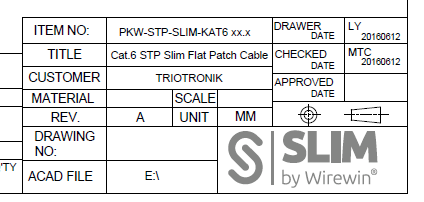 ITEM NO: PKW-STP-SLIM-KAT6 xx.x DRAWER DATE LY 20160612
TITLE Cat.6 STP Slim Flat Patch Cable CHECKED DATE MTC 20160612
CUSTOMER TRIOTRONIK APPROVED DATE
MATERIAL SCALE
REV. A UNIT MM
DRAWING NO:
'TY ACAD FILE E:\
S SLIM
by Wirewin®